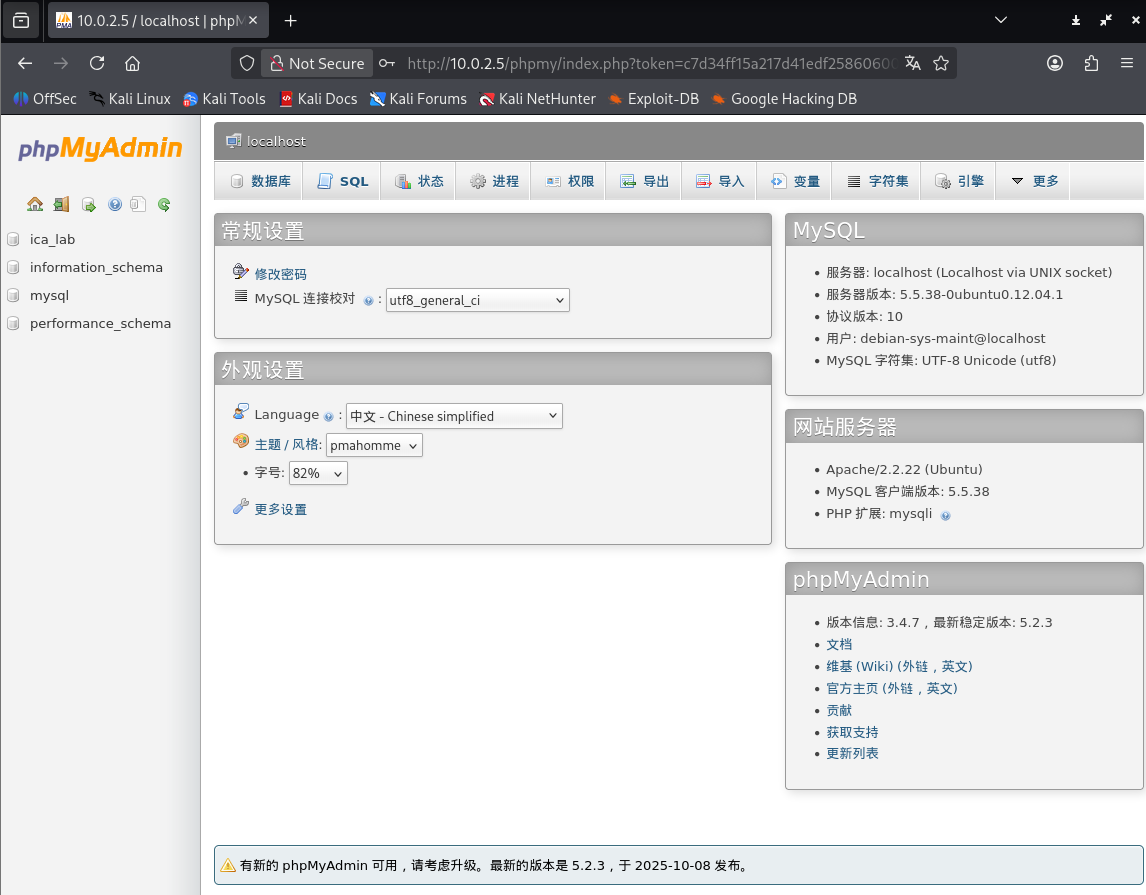 10.0.2.5 / localhost | phpM
Not Secure
http://10.0.2.5/phpmy/index.php?token=c7d34ff15a217d41edf2586060
OffSec
Kali Linux
Kali Tools
Kali Docs
Kali Forums
Kali NetHunter
Exploit-DB
Google Hacking DB
phpMyAdmin
ica_lab
information_schema
mysql
performance_schema
localhost
数据库
SQL
状态
进程
权限
导出
导入
变量
字符集
引擎
更多
常规设置
修改密码
MySQL 连接校对 : utf8_general_ci
外观设置
Language : 中文 - Chinese simplified
主题 / 风格: pmahomme
字号: 82%
更多设置
MySQL
服务器: localhost (Localhost via UNIX socket)
服务器版本: 5.5.38-0ubuntu0.12.04.1
协议版本: 10
用户: debian-sys-maint@localhost
MySQL 字符集: UTF-8 Unicode (utf8)
网站服务器
Apache/2.2.22 (Ubuntu)
MySQL 客户端版本: 5.5.38
PHP 扩展: mysqli
phpMyAdmin
版本信息: 3.4.7，最新稳定版本: 5.2.3
文档
维基 (Wiki) (外链，英文)
官方主页 (外链，英文)
贡献
获取支持
更新列表
有新的 phpMyAdmin 可用，请考虑升级。最新的版本是 5.2.3，于 2025-10-08 发布。